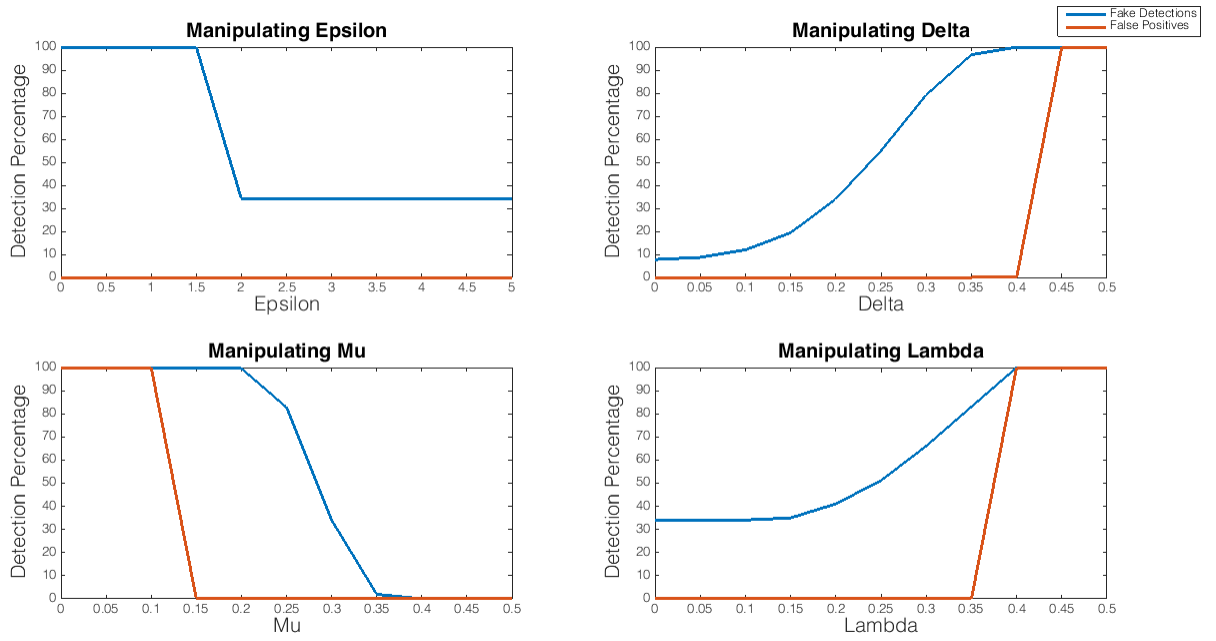 Fake Detections
False Positives
Manipulating Epsilon
Detection Percentage
100
90
80
70
60
50
40
30
20
10
0
0 0.5 1 1.5 2 2.5 3 3.5 4 4.5 5
Epsilon
Manipulating Delta
Detection Percentage
100
90
80
70
60
50
40
30
20
10
0
0 0.05 0.1 0.15 0.2 0.25 0.3 0.35 0.4 0.45 0.5
Delta
Manipulating Mu
Detection Percentage
100
90
80
70
60
50
40
30
20
10
0
0 0.05 0.1 0.15 0.2 0.25 0.3 0.35 0.4 0.45 0.5
Mu
Manipulating Lambda
Detection Percentage
100
90
80
70
60
50
40
30
20
10
0
0 0.05 0.1 0.15 0.2 0.25 0.3 0.35 0.4 0.45 0.5
Lambda